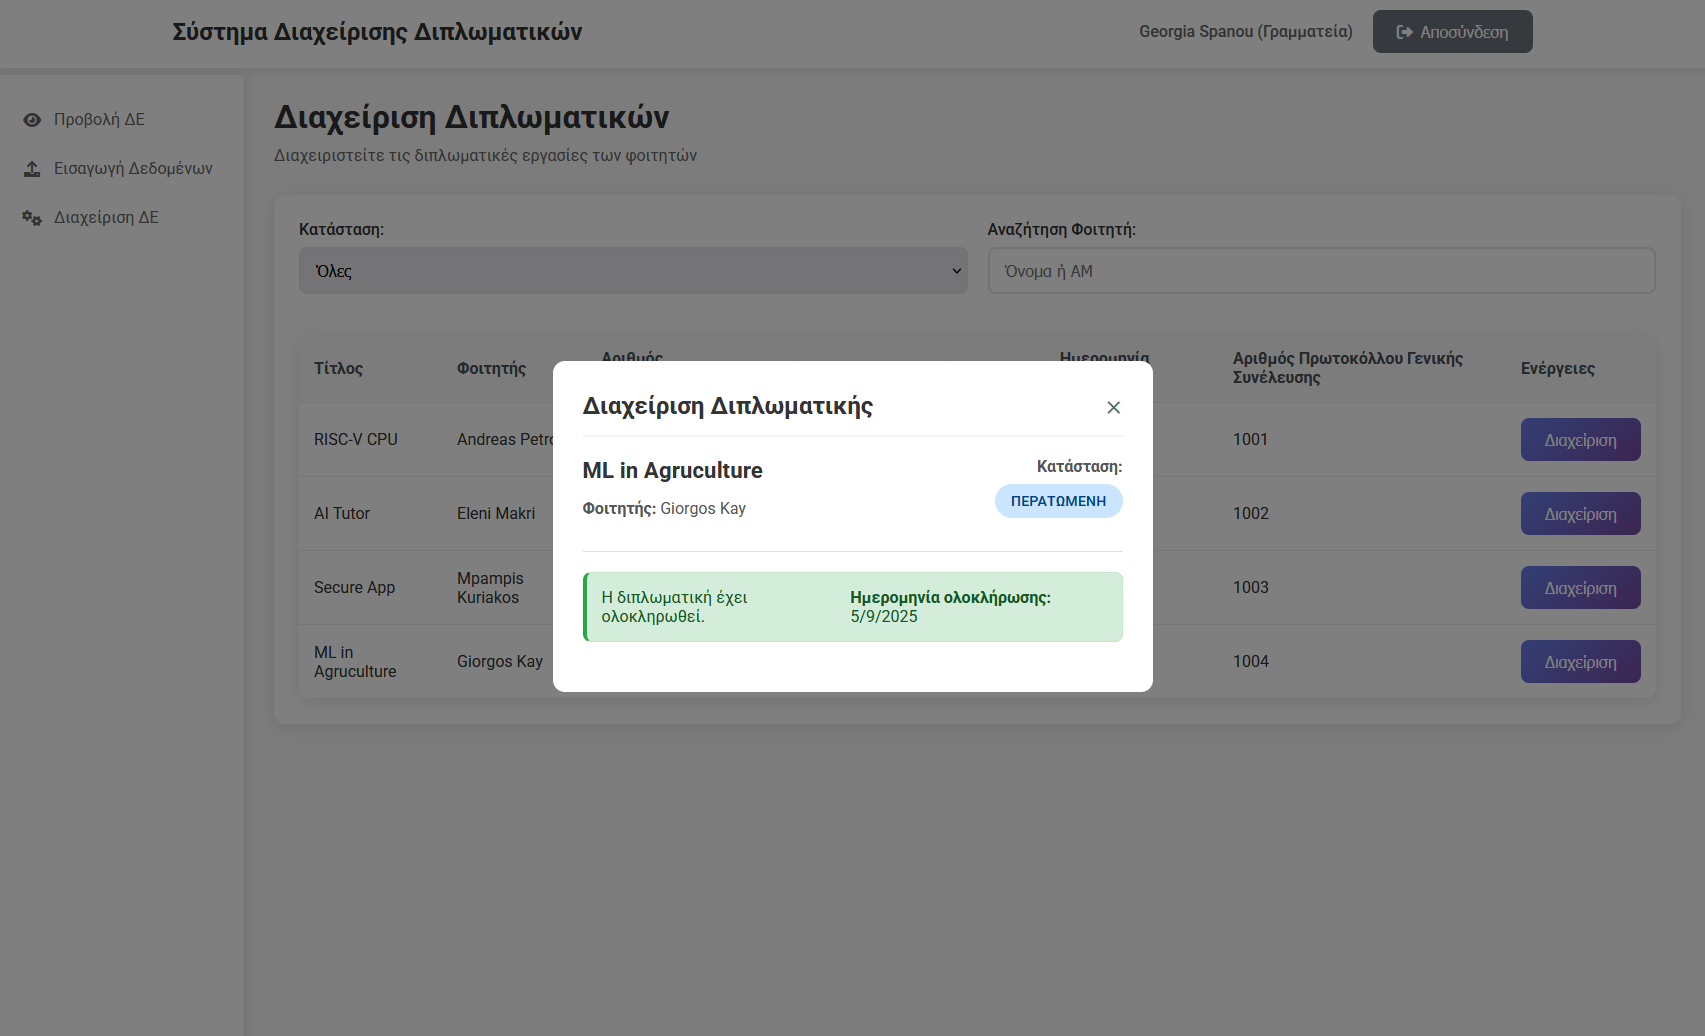 Σύστημα Διαχείρισης Διπλωματικών
Georgia Spanou (Γραμματεία)
Αποσύνδεση
Προβολή ΔΕ
Εισαγωγή Δεδομένων
Διαχείριση ΔΕ
Διαχείριση Διπλωματικών
Διαχειριστείτε τις διπλωματικές εργασίες των φοιτητών
Κατάσταση:
Όλες
Αναζήτηση Φοιτητή:
Όνομα ή ΑΜ
Τίτλος
Φοιτητής
Αριθμός
Ημερομηνία
Αριθμός Πρωτοκόλλου Γενικής
Συνέλευσης
Ενέργειες
RISC-V CPU
Andreas
1001
Διαχείριση
AI Tutor
Eleni Makri
1002
Διαχείριση
Secure App
Mpampis
Kuriakos
1003
Διαχείριση
ML in
Agruculture
Giorgos Kay
1004
Διαχείριση
Διαχείριση Διπλωματικής
ML in Agruculture
Φοιτητής: Giorgos Kay
Κατάσταση:
ΠΕΡΑΤΩΜΕΝΗ
Η διπλωματική έχει
ολοκληρωθεί.
Ημερομηνία ολοκλήρωσης:
5/9/2025